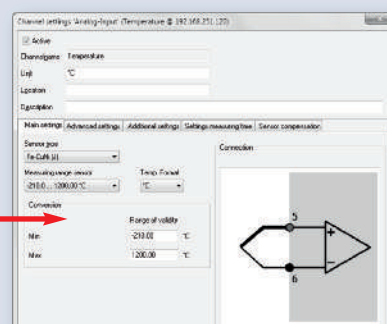 Channel settings 'Analog-Input' (Temperature @ 192.168.251.120)
Active
Channelname Temperature
Unit °C
Location
Description
Main settings Advanced settings Additional settings Settings measuring time Sensor compensation
Sensor type
Fe-CuNi (J)
Connection
Measuring range sensor Temp. Format
-210.0 ... 1200.00 °C °C
Conversion
Range of validity
Min -210.00 °C
Max 1200.00 °C
5
+
-
6